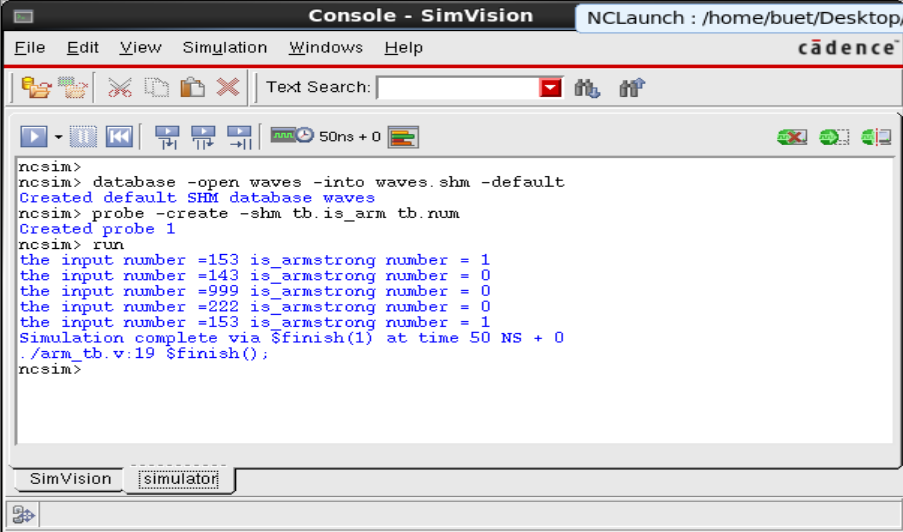 Console - SimVision
NCLaunch : /home/buet/Desktop/
File Edit View Simulation Windows Help
cādence
Text Search:
50ns + 0
ncsim>
ncsim> database -open waves -into waves.shm -default
Created default SHM database waves
ncsim> probe -create -shm tb.is_arm tb.num
Created probe 1
ncsim> run
the input number =153 is_armstrong number = 1
the input number =143 is_armstrong number = 0
the input number =999 is_armstrong number = 0
the input number =222 is_armstrong number = 0
the input number =153 is_armstrong number = 1
Simulation complete via $finish(1) at time 50 NS + 0
./arm_tb.v:19 $finish();
ncsim>
SimVision simulator